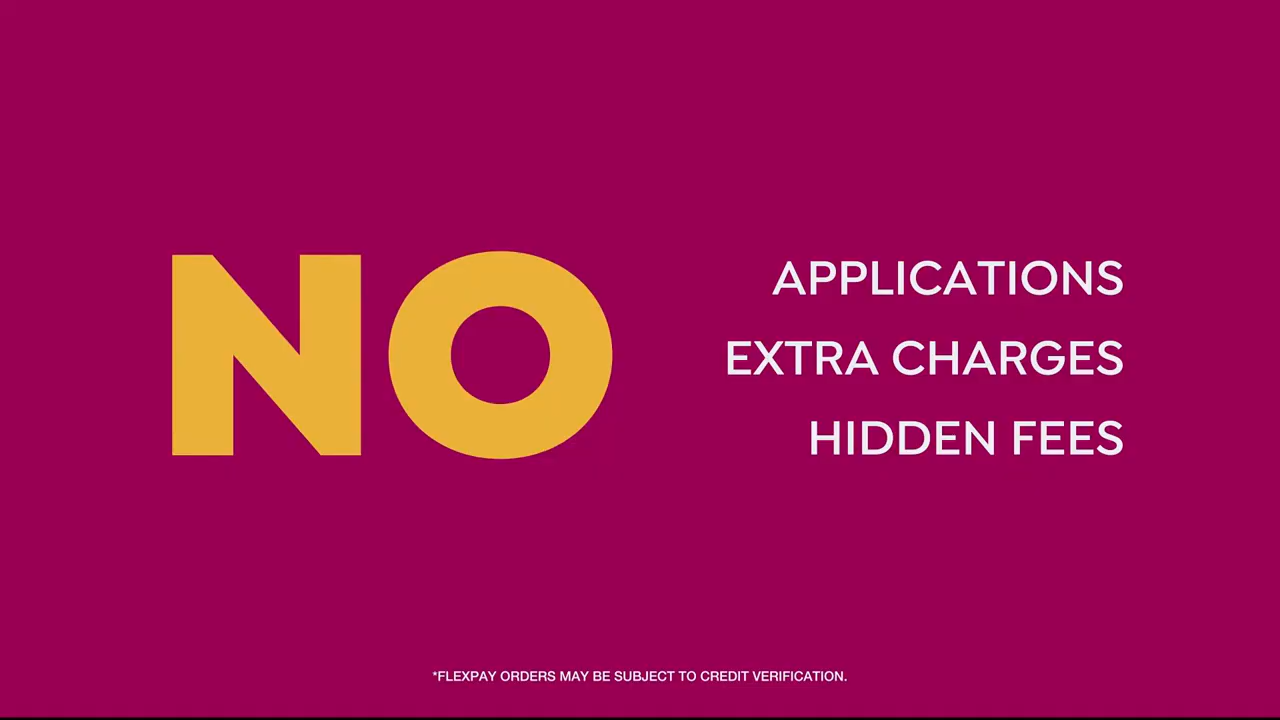 NO
APPLICATIONS
EXTRA CHARGES
HIDDEN FEES
*FLEXPAY ORDERS MAY BE SUBJECT TO CREDIT VERIFICATION.